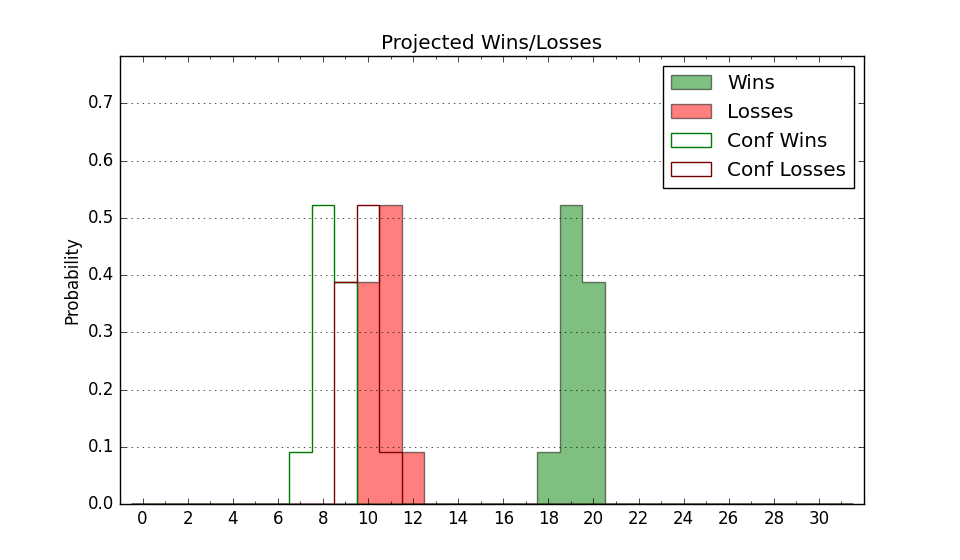 Projected Wins/Losses
Wins
Losses
Conf Wins
Conf Losses
Probability
0.7
0.6
0.5
0.4
0.3
0.2
0.1
0.0
0 2 4 6 8 10 12 14 16 18 20 22 24 26 28 30